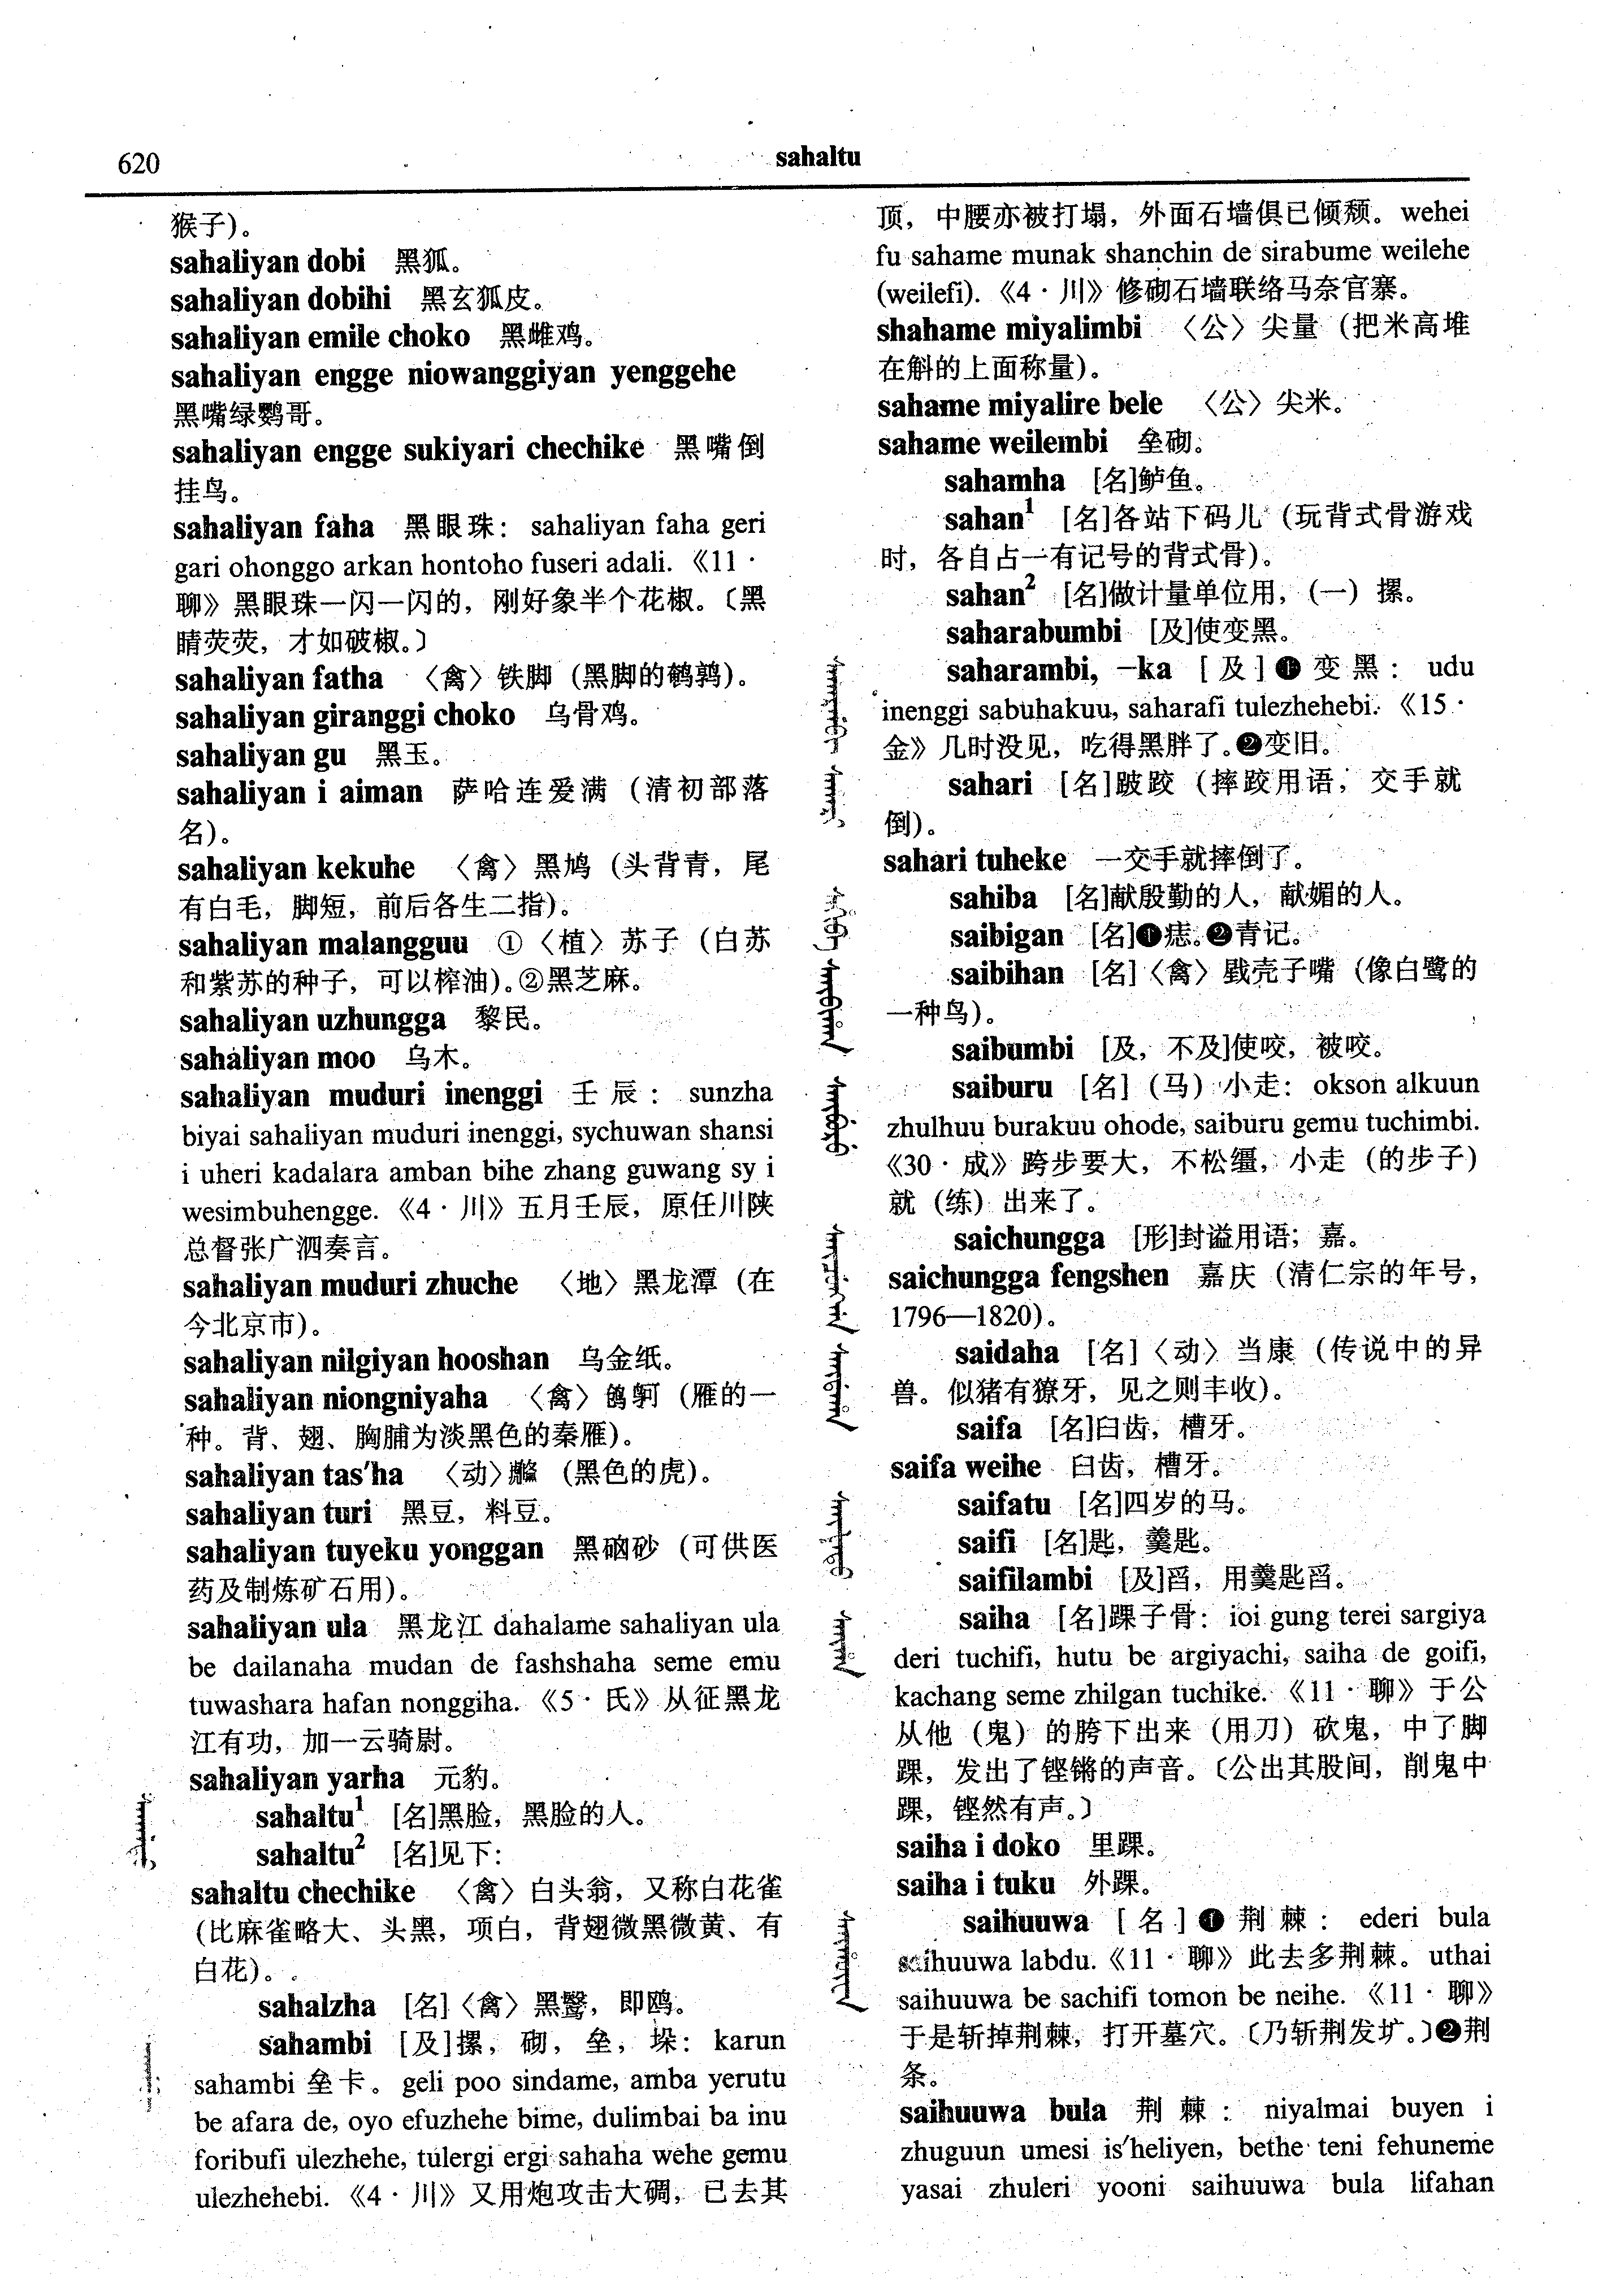 620
sahaltu
猴子）。
sahaliyan dobi 黑狐。
sahaliyan dobihi 黑玄狐皮。
sahaliyan emile choko 黑雌鸡。
sahaliyan engge niowanggiyan yenggehe
黑嘴绿鹦哥。
sahaliyan engge sukiyari chechike 黑嘴倒
挂鸟。
sahaliyan faha 黑眼珠：sahaliyan faha geri
gari ohonggo arkan hontoho fuseri adali.《11·
聊》黑眼珠一闪一闪的，刚好象半个花椒。〔黑
睛荧荧，才如破椒。〕
sahaliyan fatha 〈禽〉铁脚（黑脚的鹌鹑）。
sahaliyan giranggi choko 乌骨鸡。
sahaliyan gu 黑玉。
sahaliyan i aiman 萨哈连爱满（清初部落
名）。
sahaliyan kekuhe 〈禽〉黑鸠（头背青，尾
有白毛，脚短，前后各生二指）。
sahaliyan malangguu ①〈植〉苏子（白苏
和紫苏的种子，可以榨油）。②黑芝麻。
sahaliyan uzhungga 黎民。
sahaliyan moo 乌木。
sahaliyan muduri inenggi 壬辰：sunzha
biyai sahaliyan muduri inenggi, sychuwan shansi
i uheri kadalara amban bihe zhang guwang sy i
wesimbuhengge.《4·川》五月壬辰，原任川陕
总督张广泗奏言。
sahaliyan muduri zhuche 〈地〉黑龙潭（在
今北京市）。
sahaliyan nilgiyan hooshan 乌金纸。
sahaliyan niongniyaha 〈禽〉鸧鴚（雁的一
种。背、翅、胸脯为淡黑色的秦雁）。
sahaliyan tas'ha 〈动〉（黑色的虎）。
sahaliyan turi 黑豆，料豆。
sahaliyan tuyeku yonggan 黑硇砂（可供医
药及制炼矿石用）。
sahaliyan ula 黑龙江 dahalame sahaliyan ula
be dailanaha mudan de fashshaha seme emu
tuwashara hafan nonggiha.《5·氏》从征黑龙
江有功，加一云骑尉。
sahaliyan yarha 元豹。
sahaltu¹ [名]黑脸，黑脸的人。
sahaltu² [名]见下：
sahaltu chechike 〈禽〉白头翁，又称白花雀
（比麻雀略大、头黑，项白，背翅微黑微黄、有
白花）。
sahalzha [名]〈禽〉黑鹥，即鸥。
sahambi [及]摞，砌，垒，垛：karun
sahambi 垒卡。geli poo sindame, amba yerutu
be afara de, oyo efuzhehe bime, dulimbai ba inu
foribufi ulezhehe, tulergi ergi sahaha wehe gemu
ulezhehebi.《4·川》又用炮攻击大碉，已去其
顶，中腰亦被打塌，外面石墙俱已倾颓。wehei
fu sahame munak shanchin de sirabume weilehe
(weilefi).《4·川》修砌石墙联络马奈官寨。
shahame miyalimbi 〈公〉尖量（把米高堆
在斛的上面称量）。
sahame miyalire bele 〈公〉尖米。
sahame weilembi 垒砌。
sahamha [名]鲈鱼。
sahan¹ [名]各站下码儿（玩背式骨游戏
时，各自占一有记号的背式骨）。
sahan² [名]做计量单位用，（一）摞。
saharabumbi [及]使变黑。
saharambi, -ka [及]❶变黑：udu
inenggi sabuhakuu, saharafi tulezhehebi.《15·
金》几时没见，吃得黑胖了。❷变旧。
sahari [名]跛跤（摔跤用语；交手就
倒）。
sahari tuheke 一交手就摔倒了。
sahiba [名]献殷勤的人，献媚的人。
saibigan [名]❶痣。❷青记。
saibihan [名]〈禽〉戥壳子嘴（像白鹭的
一种鸟）。
saibumbi [及，不及]使咬，被咬。
saiburu [名]（马）小走：okson alkuun
zhulhuu burakuu ohode, saiburu gemu tuchimbi.
《30·成》跨步要大，不松缰，小走（的步子）
就（练）出来了。
saichungga [形]封谥用语；嘉。
saichungga fengshen 嘉庆（清仁宗的年号，
1796—1820）。
saidaha [名]〈动〉当康（传说中的异
兽。似猪有獠牙，见之则丰收）。
saifa [名]臼齿，槽牙。
saifa weihe 臼齿，槽牙。
saifatu [名]四岁的马。
saifi [名]匙，羹匙。
saifilambi [及]舀，用羹匙舀。
saiha [名]踝子骨：ioi gung terei sargiya
deri tuchifi, hutu be argiyachi, saiha de goifi,
kachang seme zhilgan tuchike.《11·聊》于公
从他（鬼）的胯下出来（用刀）砍鬼，中了脚
踝，发出了铿锵的声音。〔公出其股间，削鬼中
踝，铿然有声。〕
saiha i doko 里踝。
saiha i tuku 外踝。
saihuuwa [名]❶荆棘：ederi bula
saihuuwa labdu.《11·聊》此去多荆棘。uthai
saihuuwa be sachifi tomon be neihe.《11·聊》
于是斩掉荆棘，打开墓穴。〔乃斩荆发圹。〕❷荆
条。
saihuuwa bula 荆棘：niyalmai buyen i
zhuguun umesi is'heliyen, bethe teni fehuneme
yasai zhuleri yooni saihuuwa bula lifahan